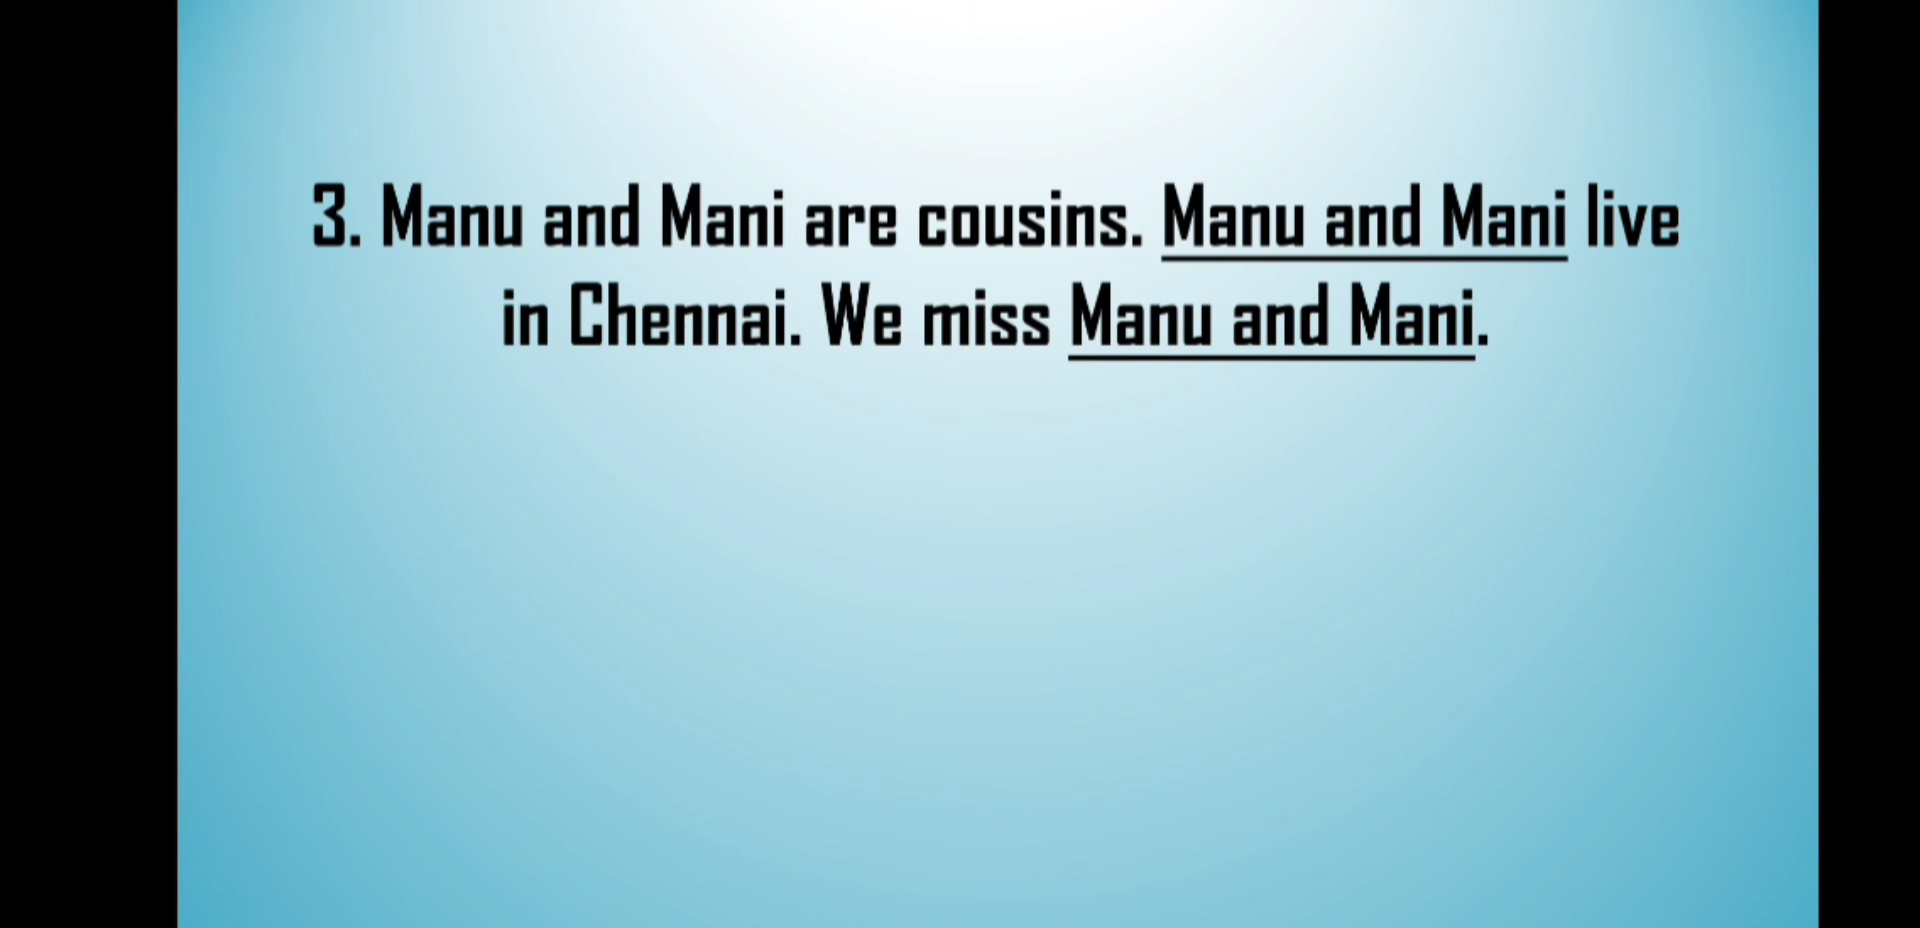 3. Manu and Mani are cousins. Manu and Mani live
in Chennai. We miss Manu and Mani.